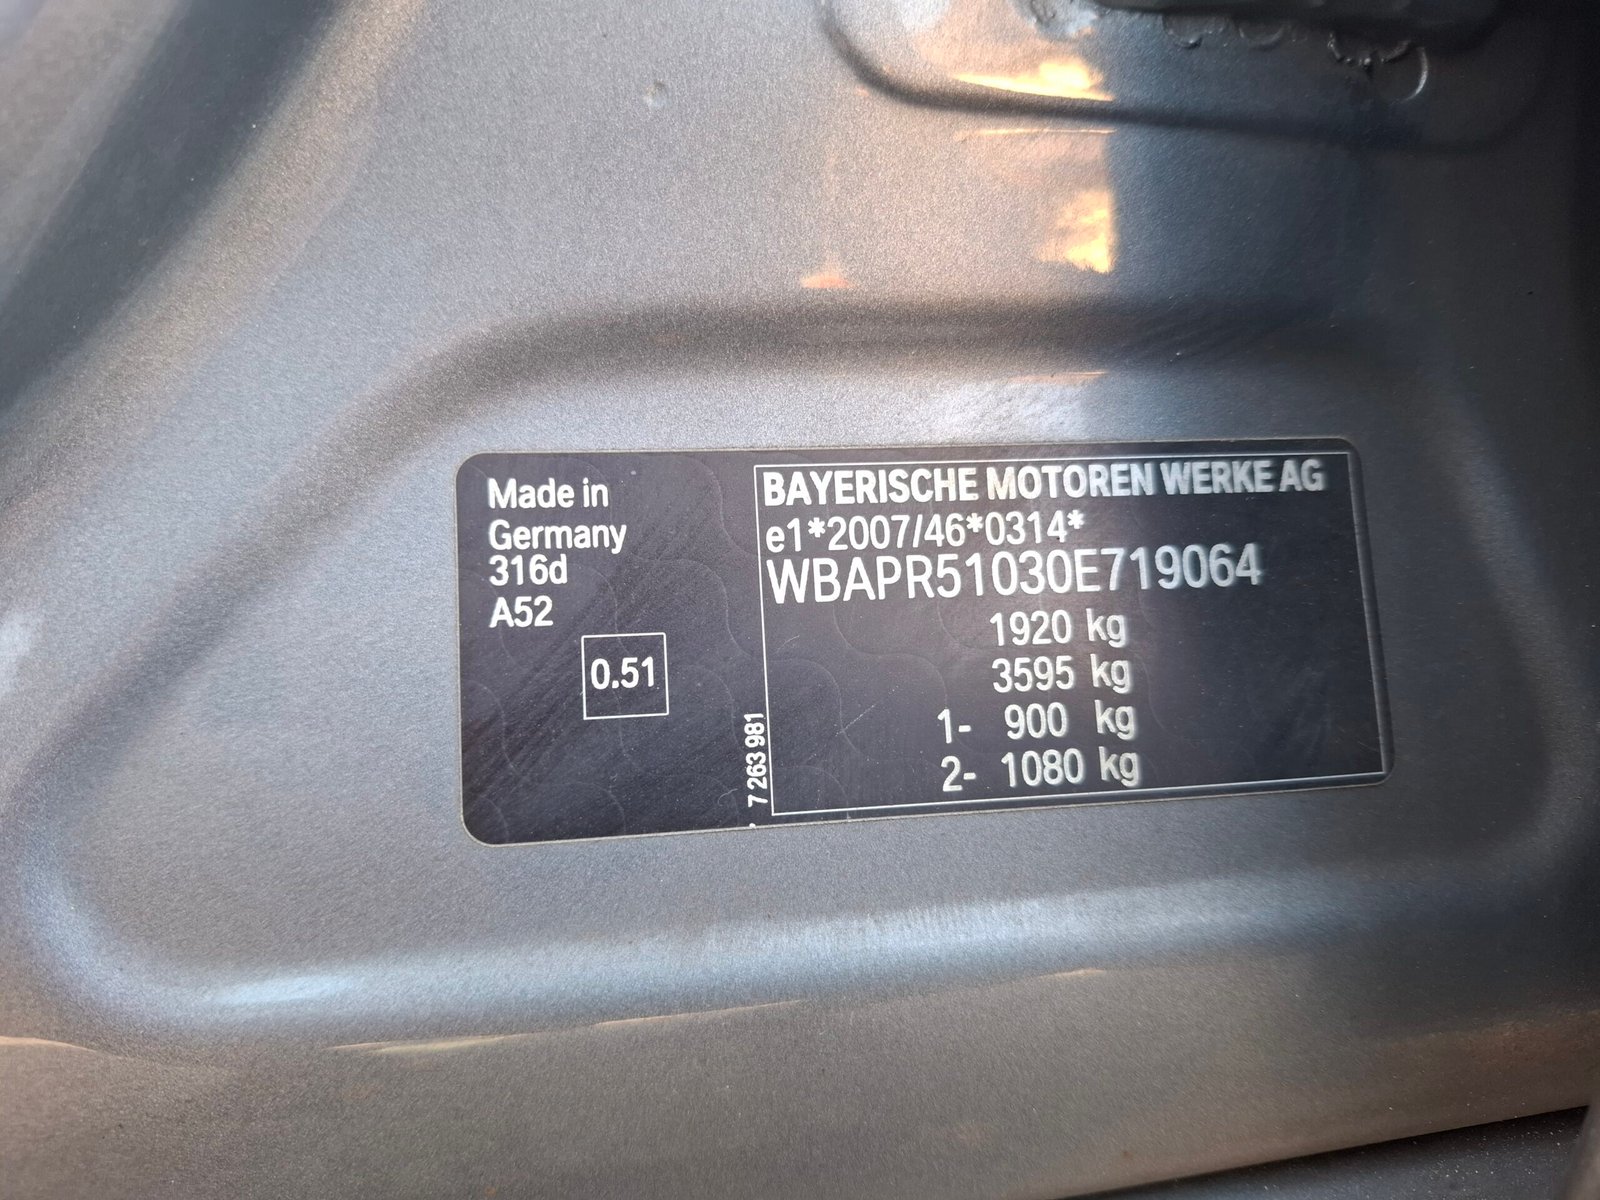 Made in
Germany
316d
A52
0.51
7 263 981
BAYERISCHE MOTOREN WERKE AG
e1*2007/46*0314*
WBAPR51030E719064
1920 kg
3595 kg
1- 900 kg
2- 1080 kg